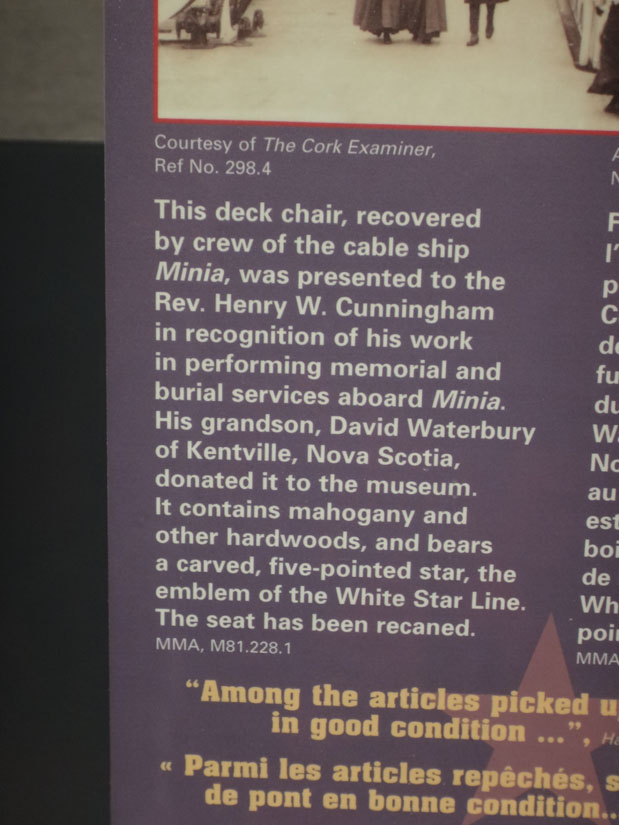 Courtesy of The Cork Examiner,
Ref No. 298.4
This deck chair, recovered
by crew of the cable ship
Minia, was presented to the
Rev. Henry W. Cunningham
in recognition of his work
in performing memorial and
burial services aboard Minia.
His grandson, David Waterbury
of Kentville, Nova Scotia,
donated it to the museum.
It contains mahogany and
other hardwoods, and bears
a carved, five-pointed star, the
emblem of the White Star Line.
The seat has been recaned.
MMA, M81.228.1
“Among the articles picked
in good condition ...”,
« Parmi les articles repêchés,
de pont en bonne condition...
de
MMA